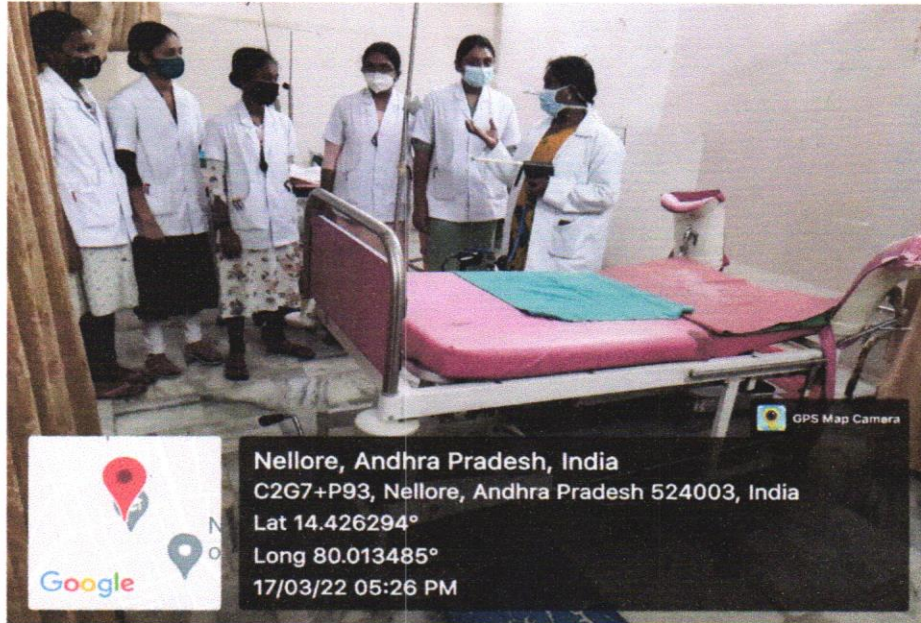 GPS Map Camera
Nellore, Andhra Pradesh, India
C2G7+P93, Nellore, Andhra Pradesh 524003, India
Lat 14.426294°
Long 80.013485°
17/03/22 05:26 PM
N
o
Google